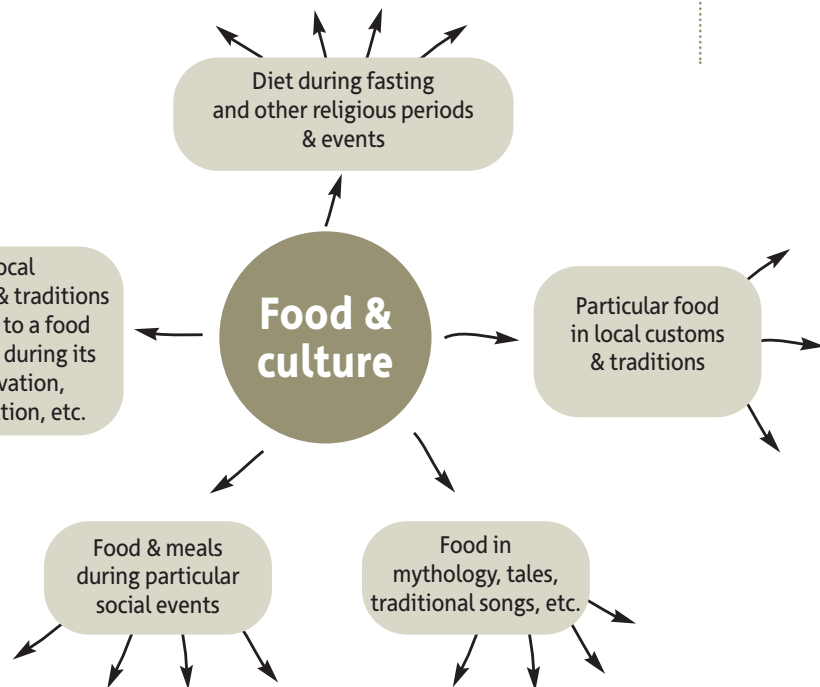 Diet during fasting
and other religious periods
& events
& traditions
to a food
during its
etc.
Food &
culture
Particular food
in local customs
& traditions
Food & meals
during particular
social events
Food in
mythology, tales,
traditional songs, etc.